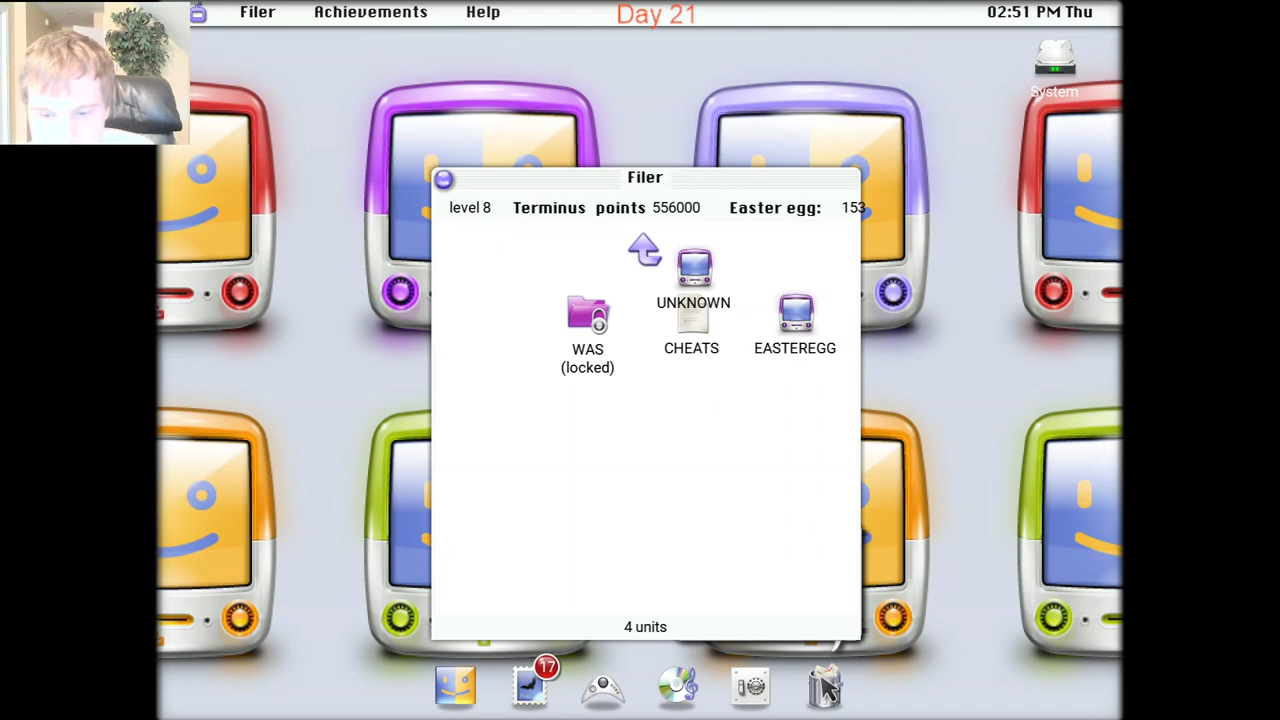 Filer Achievements Help Day 21 02:51 PM Thu
System
Filer
level 8 Terminus points 556000 Easter egg: 153
UNKNOWN
WAS
(locked)
CHEATS
EASTEREGG
4 units
17